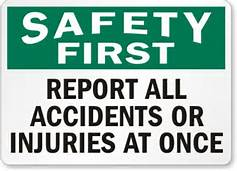 SAFETY
FIRST
REPORT ALL
ACCIDENTS OR
INJURIES AT ONCE